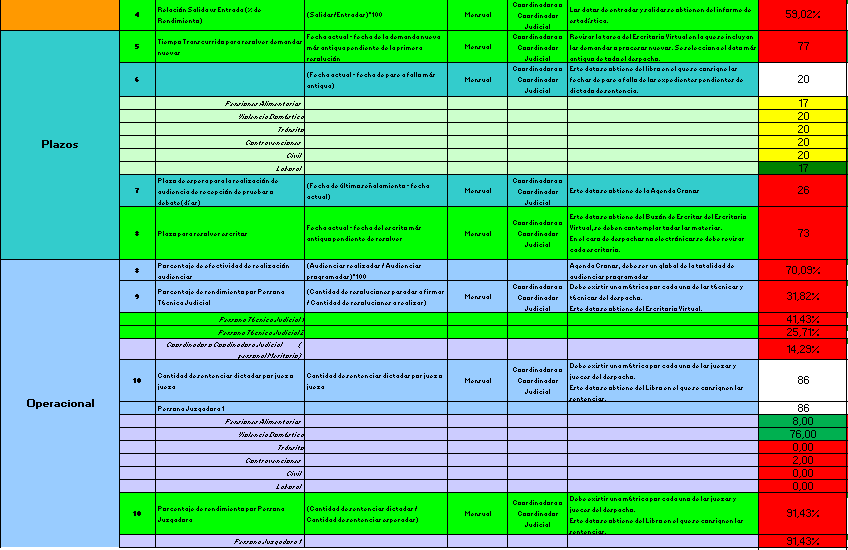 4
Relación Salida vr Entrada (% de
Rendimiento)
(Salidas/Entradas)*100
Mensual
Coordinadora o
Coordinador
Judicial
Los datos de entradas y salidas se obtienen del informe de
estadística.
59,02%
Plazos
5
Tiempo Transcurrido para resolver demandas
nuevas
Fecha actual - fecha de la demanda nueva
más antigua pendiente de la primera
resolución
Mensual
Coordinadora o
Coordinador
Judicial
Revisar la tarea del Escritorio Virtual en la que se incluyan
las demandas a procesar nuevas. Se selecciona el dato más
antiguo de todo el despacho.
77
6
(Fecha actual - fecha de pase a fallo más
antigua)
Mensual
Coordinadora o
Coordinador
Judicial
Este dato se obtiene del libro en el que se consigne las
fechas de pase a fallo de los expedientes pendientes de
dictado de sentencia.
20
Pensiones Alimentarias
17
Violencia Doméstica
20
Tránsito
20
Contravenciones
20
Civil
20
Laboral
17
7
Plazo de espera para la realización de
audiencia de recepción de pruebas o
debate (días)
(Fecha de último señalamiento - fecha
actual)
Mensual
Coordinadora o
Coordinador
Judicial
Este dato se obtiene de la Agenda Cronos
26
8
Plazo para resolver escritos
Fecha actual - fecha del escrito más
antiguo pendiente de resolver
Mensual
Coordinadora o
Coordinador
Judicial
Este dato se obtiene del Buzón de Escritos del Escritorio
Virtual, se deben contemplar todas las materias.
En el caso de despachos no electrónicos se debe revisar
cada escritorio.
73
Operacional
8
Porcentaje de efectividad de realización
audiencias
(Audiencias realizadas / Audiencias
programadas)*100
Agenda Cronos, debe ser un global de la totalidad de
audiencias programadas
70,09%
9
Porcentaje de rendimiento por Persona
Técnica Judicial
(Cantidad de resoluciones pasadas a firmar
/ Cantidad de resoluciones a realizar)
Mensual
Coordinadora o
Coordinador
Judicial
Debe existir una métrica por cada una de las técnicas y
técnicos del despacho.
Este dato se obtiene del Escritorio Virtual.
31,62%
Persona Técnica Judicial 1
41,43%
Persona Técnica Judicial 2
25,71%
Coordinadora o Coordinador Judicial (
personal Meritorio)
14,29%
10
Cantidad de sentencias dictadas por jueza o
jueza
Cantidad de sentencias dictadas por jueza o
jueza
Mensual
Coordinadora o
Coordinador
Judicial
Debe existir una métrica por cada una de las juezas y
jueces del despacho.
Este dato se obtiene del Libro en el que se consignen las
sentencias.
86
Persona Juzgadora 1
86
Pensiones Alimentarias
8,00
Violencia Doméstica
76,00
Tránsito
0,00
Contravenciones
2,00
Civil
0,00
Laboral
0,00
10
Porcentaje de rendimiento por Persona
Juzgadora
(Cantidad de sentencias dictadas /
Cantidad de sentencias esperadas)
Mensual
Coordinadora o
Coordinador
Judicial
Debe existir una métrica por cada una de las juezas y
jueces del despacho.
Este dato se obtiene del Libro en el que se consignen las
sentencias.
91,43%
Persona Juzgadora 1
91,43%